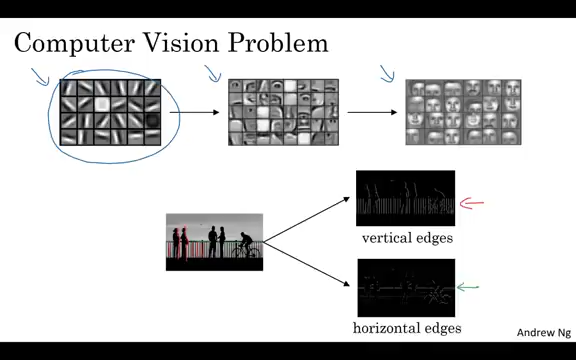 Computer Vision Problem
vertical edges
horizontal edges
Andrew Ng